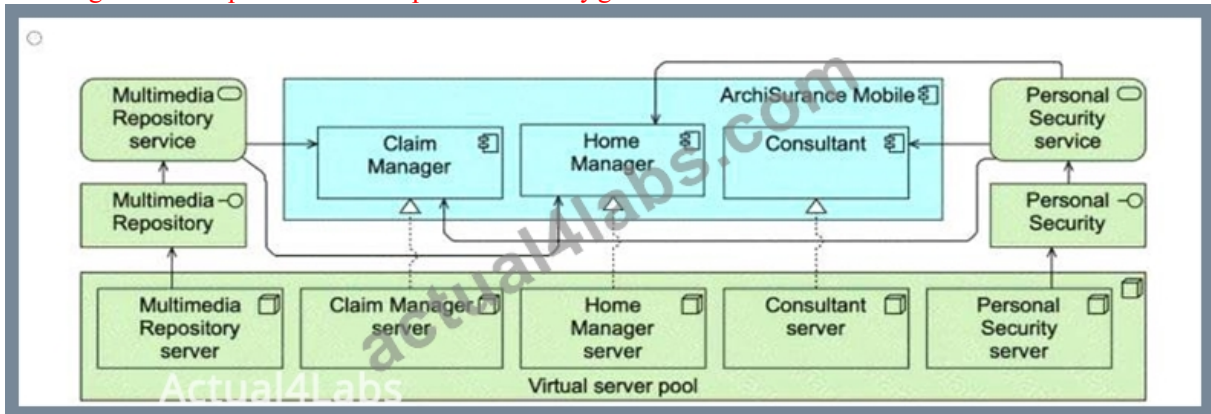 Multimedia
Repository
service
ArchiSurance Mobile
Personal
Security
service
Claim
Manager
Home
Manager
Consultant
Multimedia
Repository
Personal
Security
Multimedia
Repository
server
Claim Manager
server
Home
Manager
server
Consultant
server
Personal
Security
server
Virtual server pool
actual4labs.com
Actual4Labs